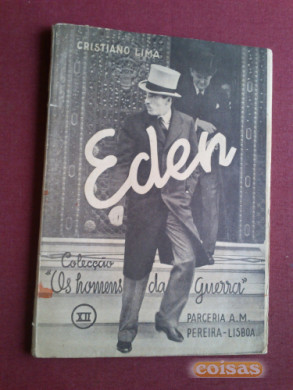 CRISTIANO LIMA
Eden
Colecção
"Os homens da guerra"
XII
PARCERIA A. M.
PEREIRA - LISBOA
coisas